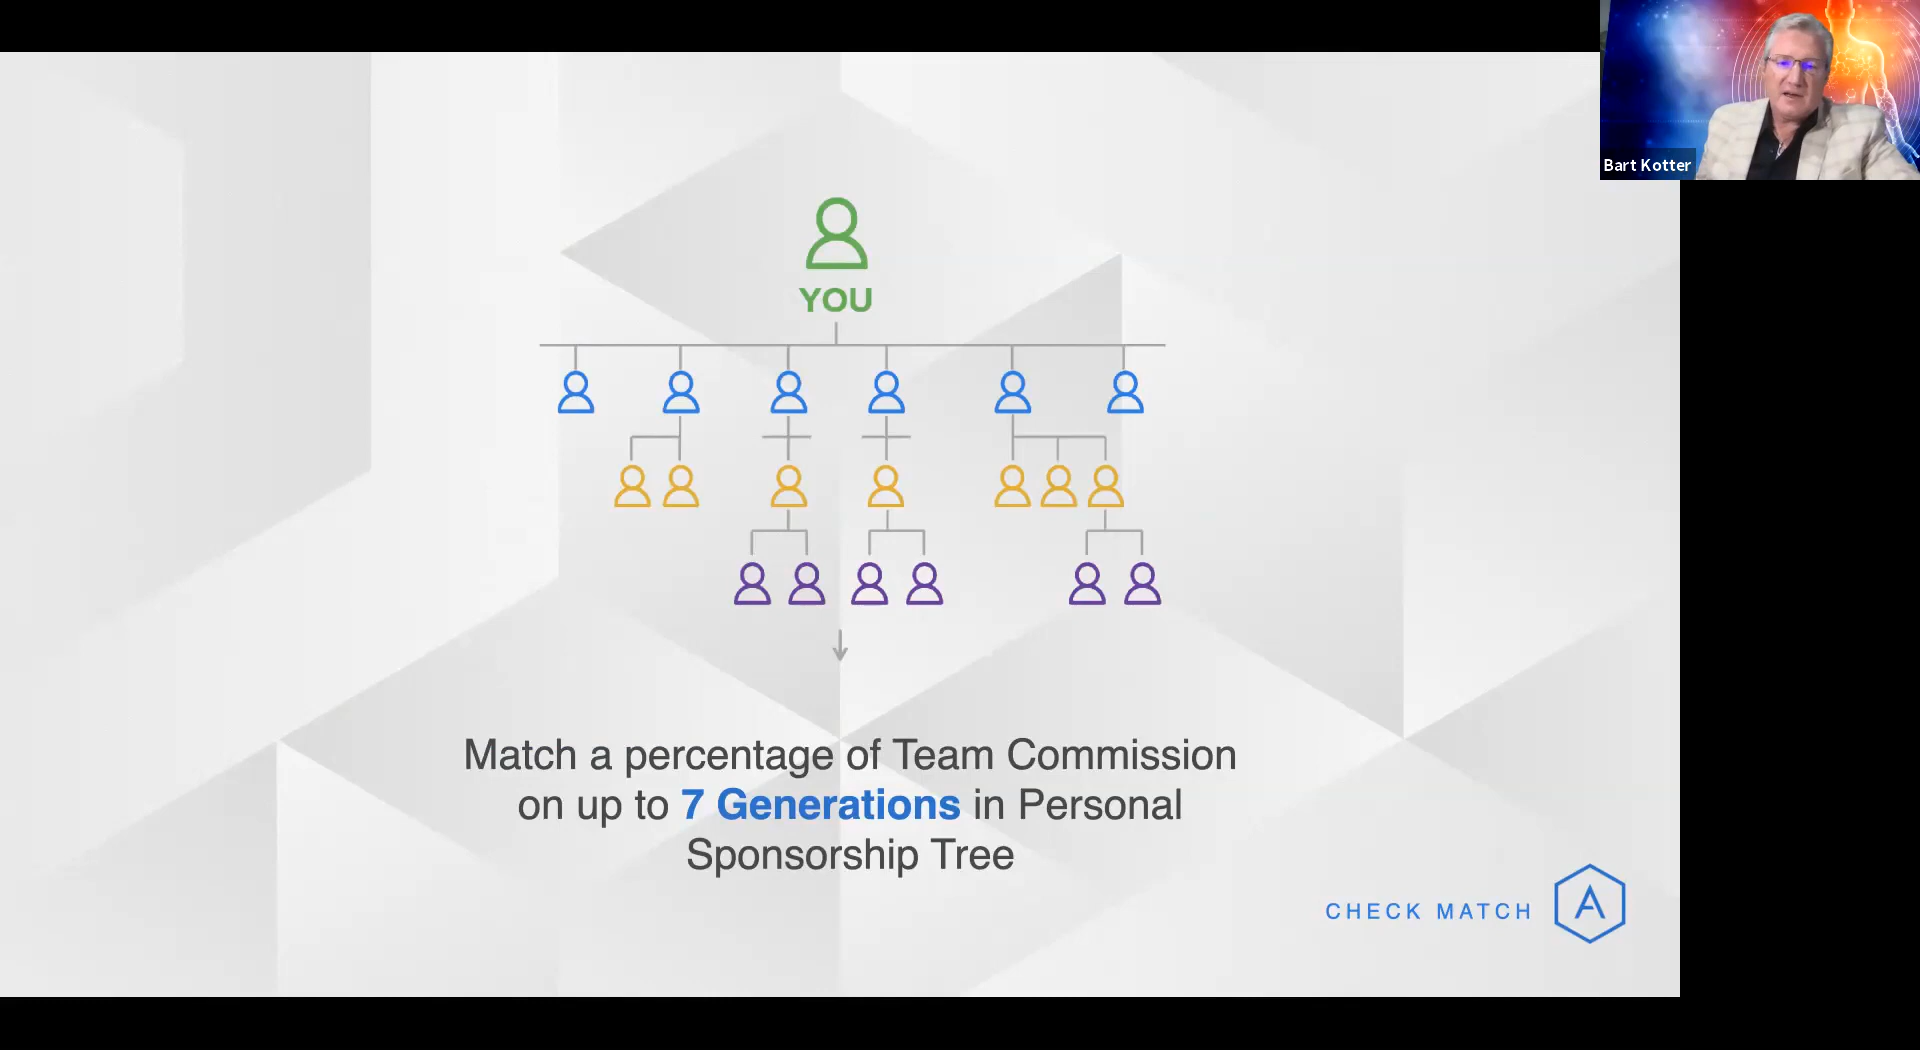 Bart Kotter
YOU
Match a percentage of Team Commission
on up to 7 Generations in Personal
Sponsorship Tree
CHECK MATCH
A